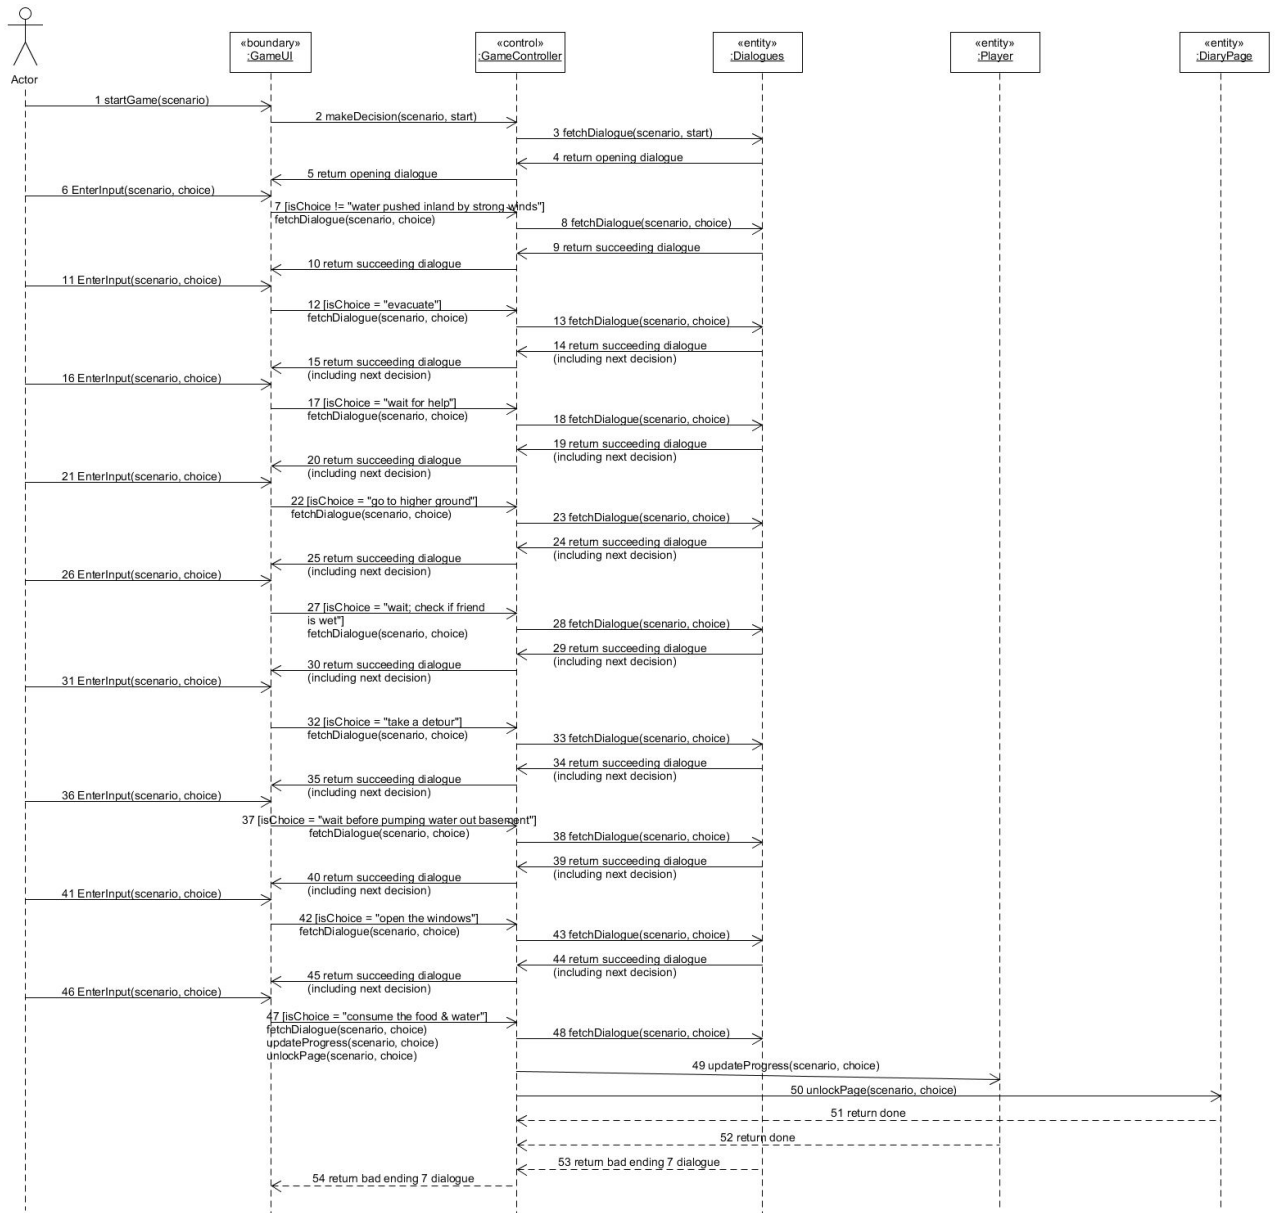 «boundary»
:GameUI
«control»
:GameController
«entity»
:Dialogues
«entity»
:Player
«entity»
:DiaryPage
Actor
1 startGame(scenario)
2 makeDecision(scenario, start)
3 fetchDialogue(scenario, start)
4 return opening dialogue
5 return opening dialogue
6 EnterInput(scenario, choice)
7 [isChoice != "water pushed inland by strong winds"]
fetchDialogue(scenario, choice)
8 fetchDialogue(scenario, choice)
9 return succeeding dialogue
10 return succeeding dialogue
11 EnterInput(scenario, choice)
12 [isChoice = "evacuate"]
fetchDialogue(scenario, choice)
13 fetchDialogue(scenario, choice)
14 return succeeding dialogue
(including next decision)
15 return succeeding dialogue
(including next decision)
16 EnterInput(scenario, choice)
17 [isChoice = "wait for help"]
fetchDialogue(scenario, choice)
18 fetchDialogue(scenario, choice)
19 return succeeding dialogue
(including next decision)
20 return succeeding dialogue
(including next decision)
21 EnterInput(scenario, choice)
22 [isChoice = "go to higher ground"]
fetchDialogue(scenario, choice)
23 fetchDialogue(scenario, choice)
24 return succeeding dialogue
(including next decision)
25 return succeeding dialogue
(including next decision)
26 EnterInput(scenario, choice)
27 [isChoice = "wait; check if friend
is wet"]
fetchDialogue(scenario, choice)
28 fetchDialogue(scenario, choice)
29 return succeeding dialogue
(including next decision)
30 return succeeding dialogue
(including next decision)
31 EnterInput(scenario, choice)
32 [isChoice = "take a detour"]
fetchDialogue(scenario, choice)
33 fetchDialogue(scenario, choice)
34 return succeeding dialogue
(including next decision)
35 return succeeding dialogue
(including next decision)
36 EnterInput(scenario, choice)
37 [isChoice = "wait before pumping water out basement"]
fetchDialogue(scenario, choice)
38 fetchDialogue(scenario, choice)
39 return succeeding dialogue
(including next decision)
40 return succeeding dialogue
(including next decision)
41 EnterInput(scenario, choice)
42 [isChoice = "open the windows"]
fetchDialogue(scenario, choice)
43 fetchDialogue(scenario, choice)
44 return succeeding dialogue
(including next decision)
45 return succeeding dialogue
(including next decision)
46 EnterInput(scenario, choice)
47 [isChoice = "consume the food & water"]
fetchDialogue(scenario, choice)
updateProgress(scenario, choice)
unlockPage(scenario, choice)
48 fetchDialogue(scenario, choice)
49 updateProgress(scenario, choice)
50 unlockPage(scenario, choice)
51 return done
52 return done
53 return bad ending 7 dialogue
54 return bad ending 7 dialogue